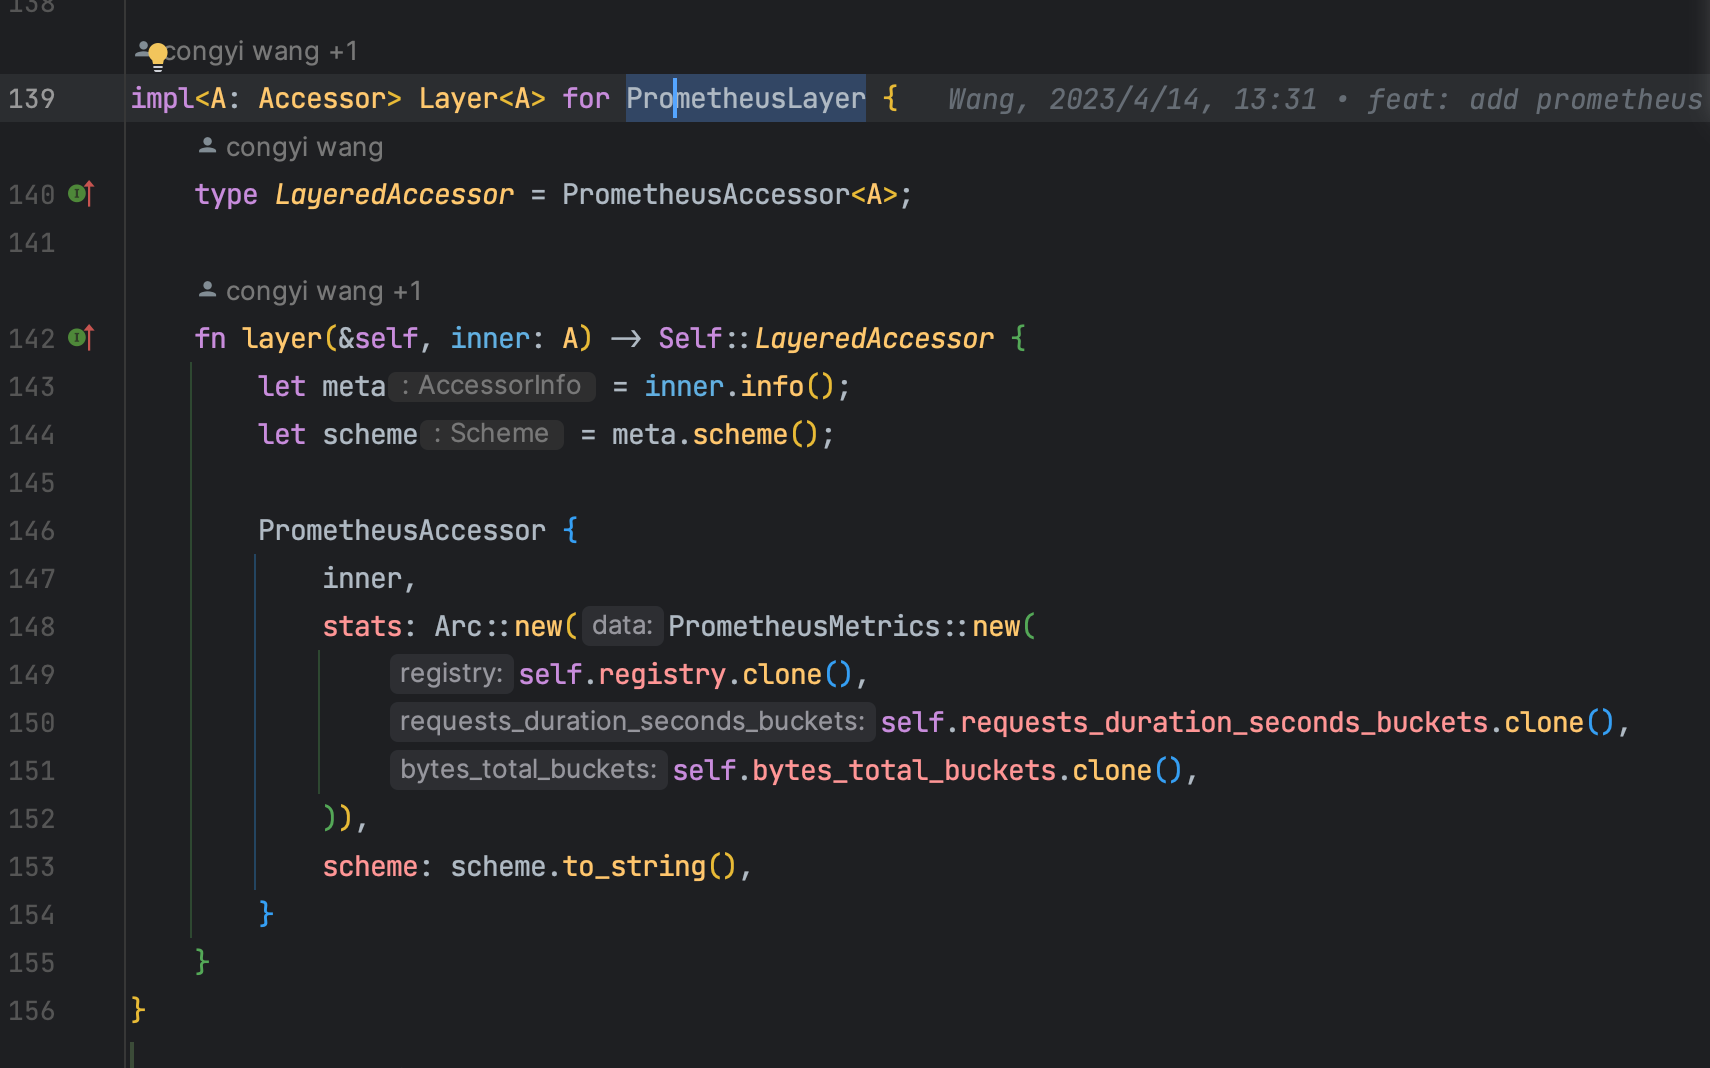 138
congyi wang +1
139 impl<A: Accessor> Layer<A> for PrometheusLayer { Wang, 2023/4/14, 13:31 • feat: add prometheus
congyi wang
140 type LayeredAccessor = PrometheusAccessor<A>;
141
congyi wang +1
142 fn layer(&self, inner: A) -> Self::LayeredAccessor {
143 let meta : AccessorInfo = inner.info();
144 let scheme : Scheme = meta.scheme();
145
146 PrometheusAccessor {
147 inner,
148 stats: Arc::new( data: PrometheusMetrics::new(
149 registry: self.registry.clone(),
150 requests_duration_seconds_buckets: self.requests_duration_seconds_buckets.clone(),
151 bytes_total_buckets: self.bytes_total_buckets.clone(),
152 )),
153 scheme: scheme.to_string(),
154 }
155 }
156 }